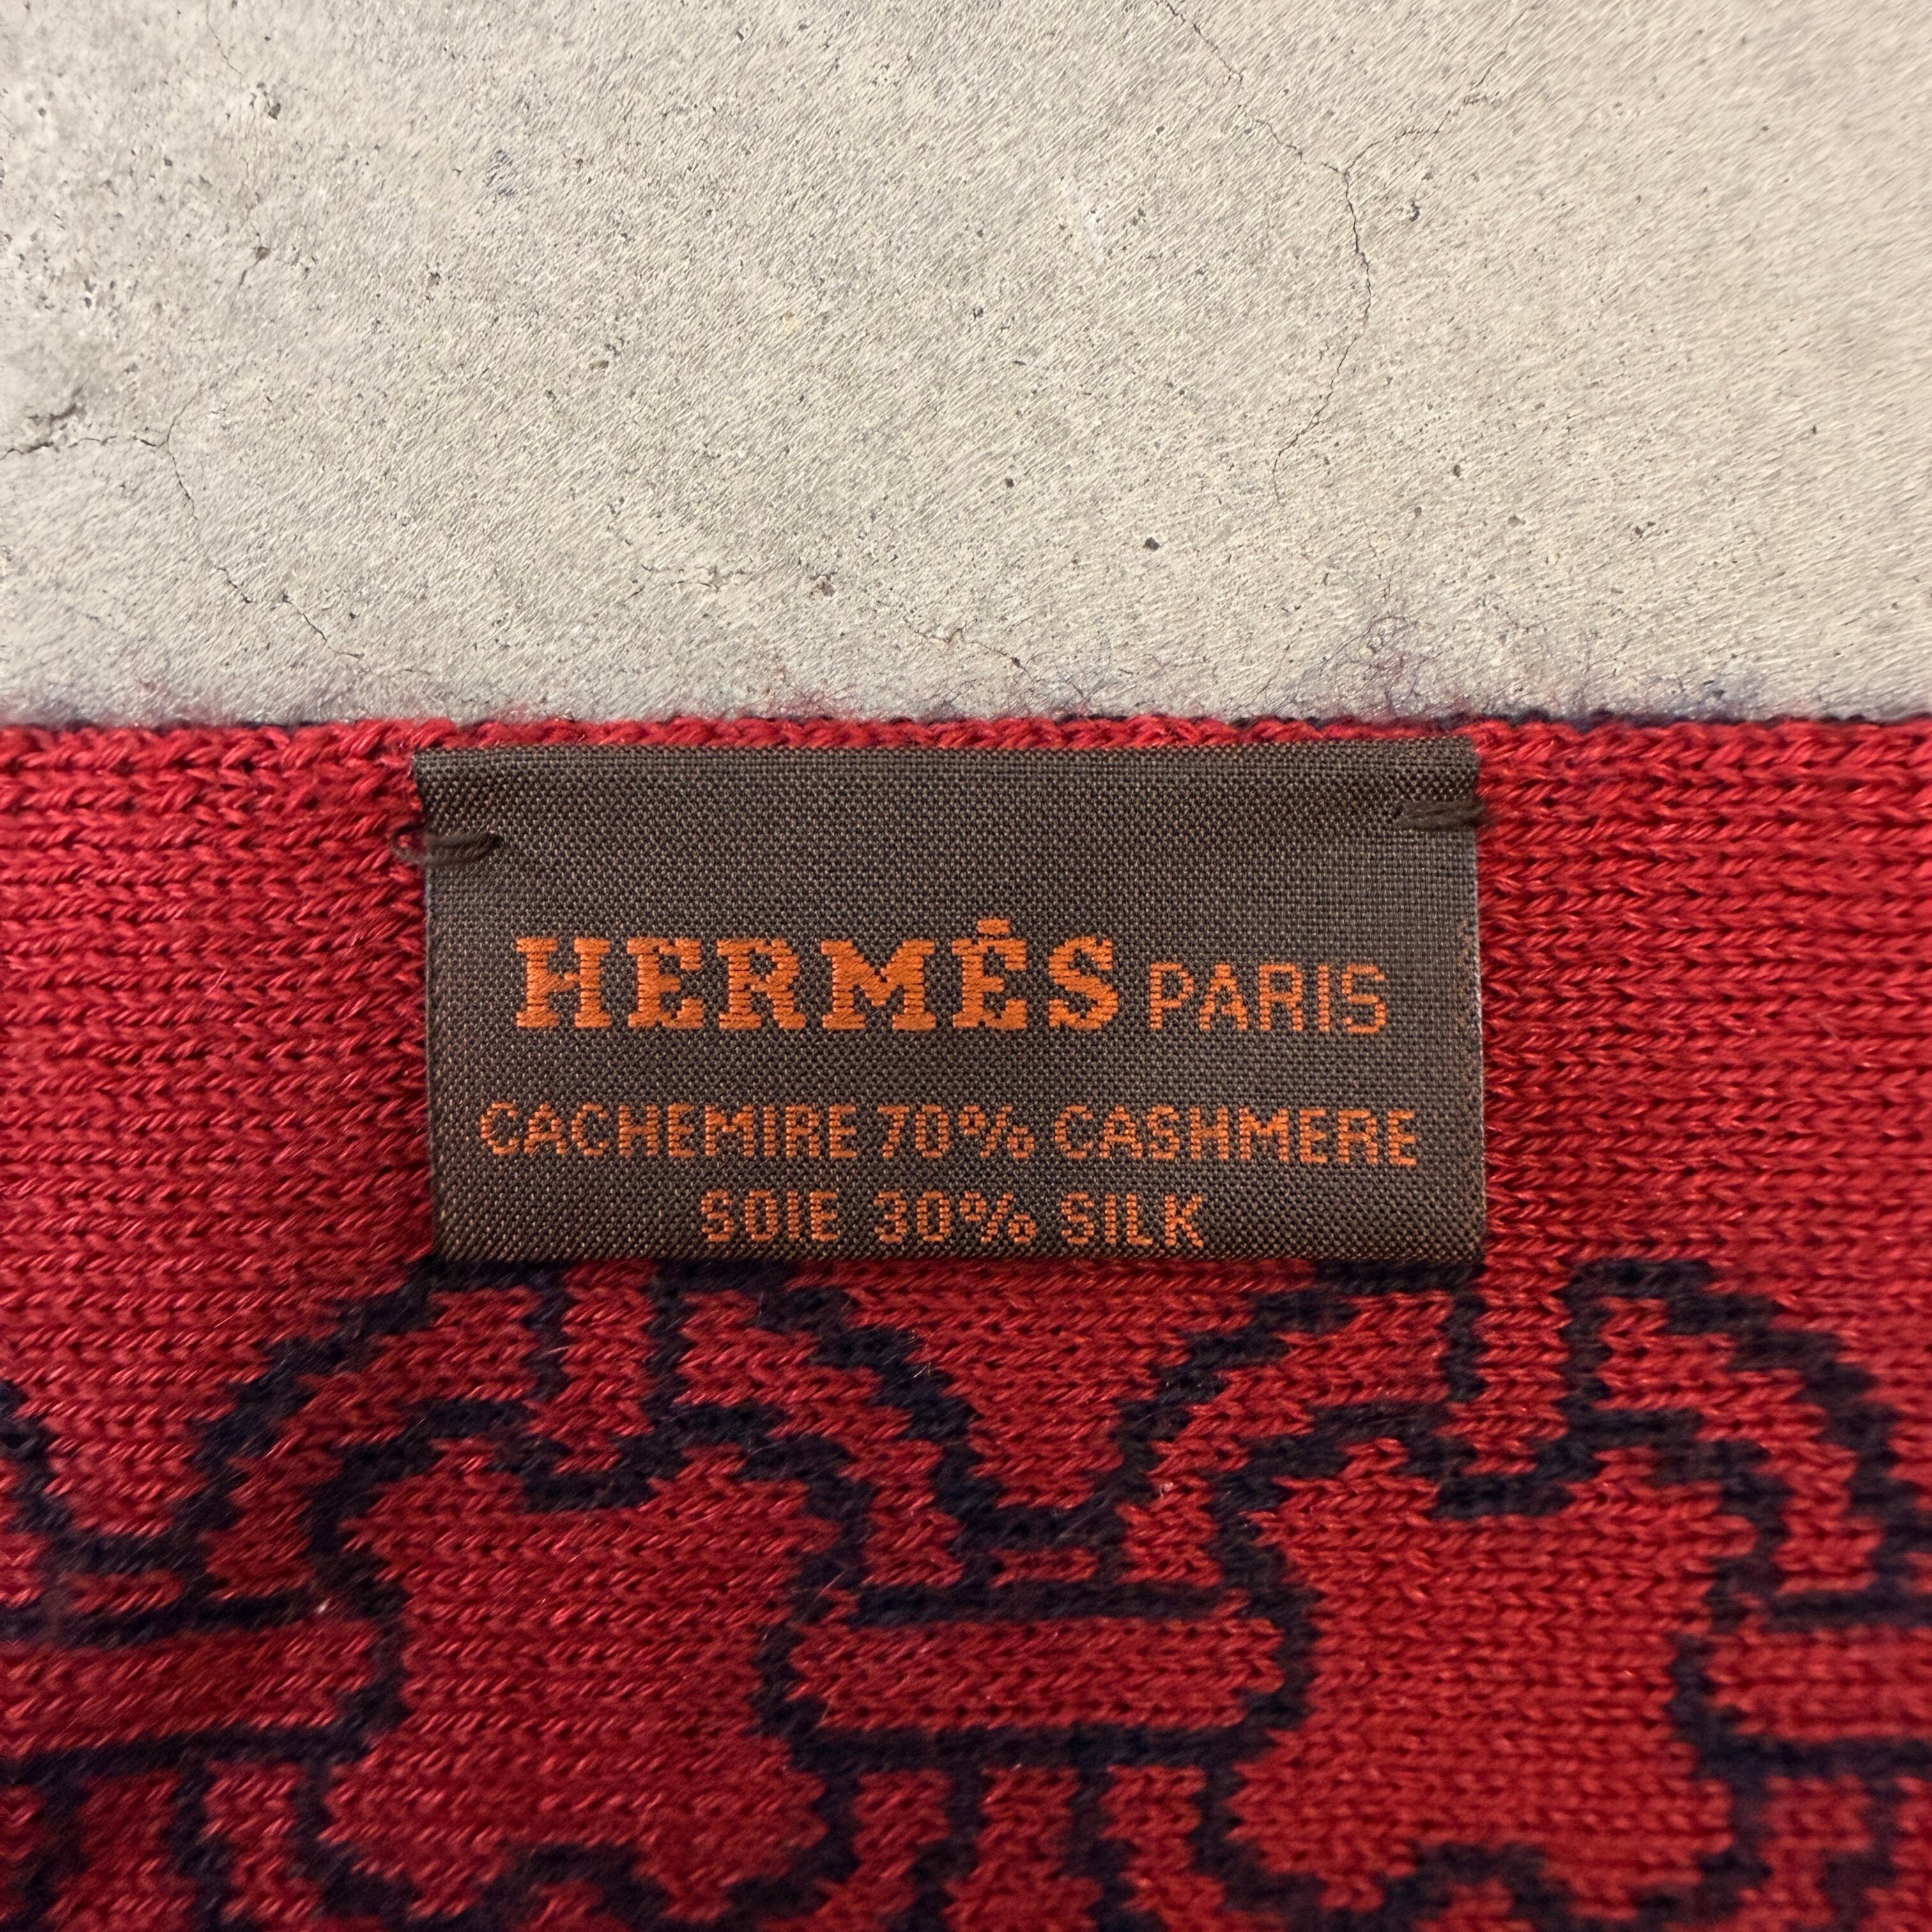 HERMÈS PARIS
CACHEMIRE 70% CASHMERE
SOIE 30% SILK